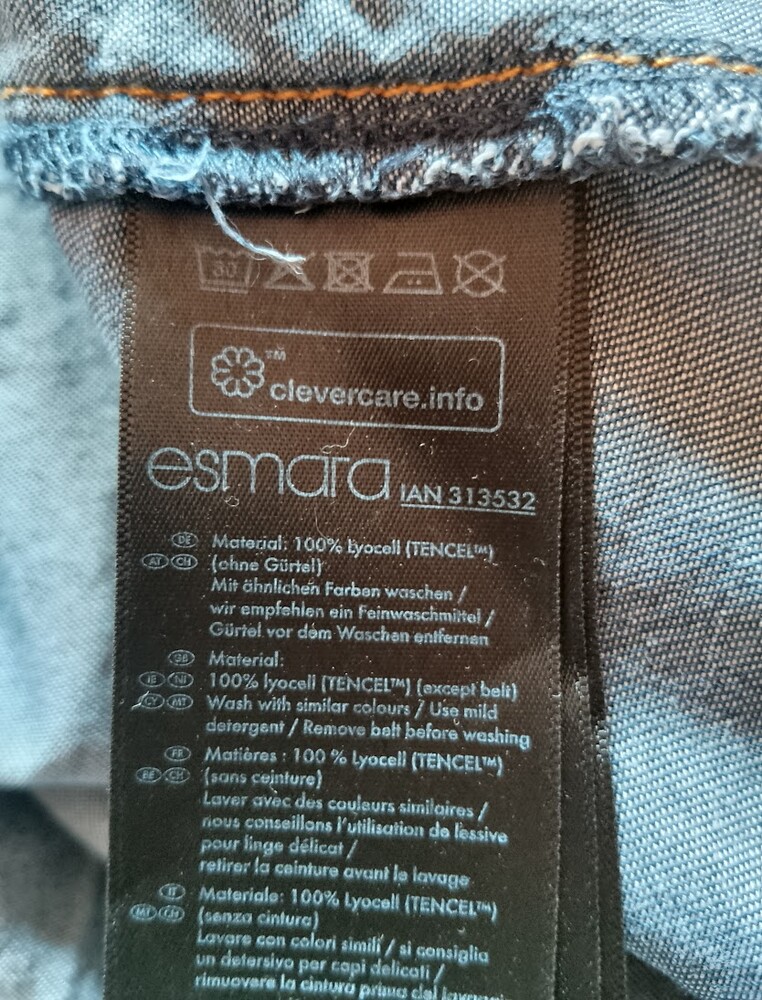 30
clevercare.info
TM
esmara IAN 313532
DE Material: 100% Lyocell (TENCEL™)
AT CH (ohne Gürtel)
Mit ähnlichen Farben waschen /
wir empfehlen ein Feinwaschmittel /
Gürtel vor dem Waschen entfernen
GB Material:
IE NI 100% lyocell (TENCEL™) (except belt)
CY MT Wash with similar colours / Use mild
detergent / Remove belt before washing
FR Matières : 100 % Lyocell (TENCEL™)
BE CH (sans ceinture)
Laver avec des couleurs similaires /
nous conseillons l'utilisation de lessive
pour linge délicat /
retirer la ceinture avant le lavage
IT Materiale: 100% Lyocell (TENCEL™)
MT CH (senza cintura)
Lavare con colori simili / si consiglia
un detersivo per capi delicati /
rimuovere la cintura prima del